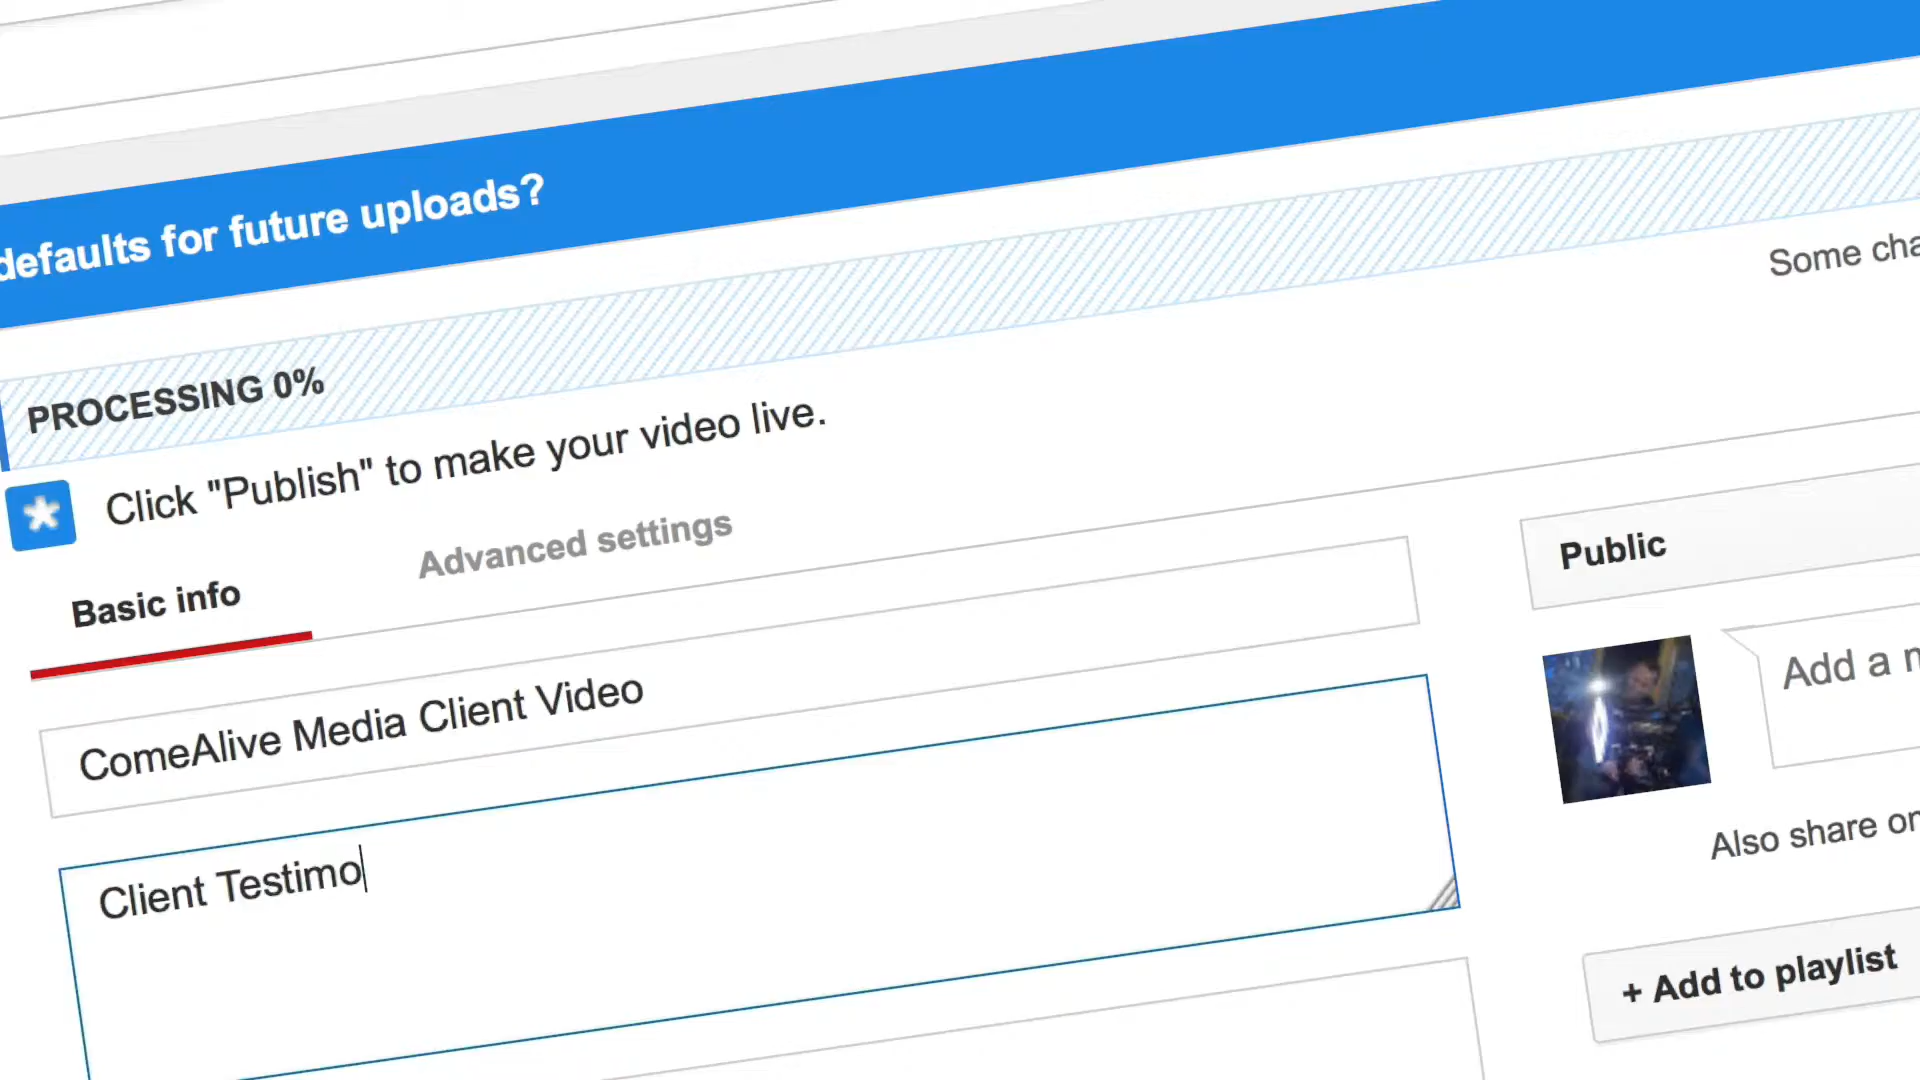 defaults for future uploads?
Some
PROCESSING 0%
Click "Publish" to make your video live.
Basic info
Advanced settings
Public
ComeAlive Media Client Video
Add a
Client Testimo
Also share on
+ Add to playlist